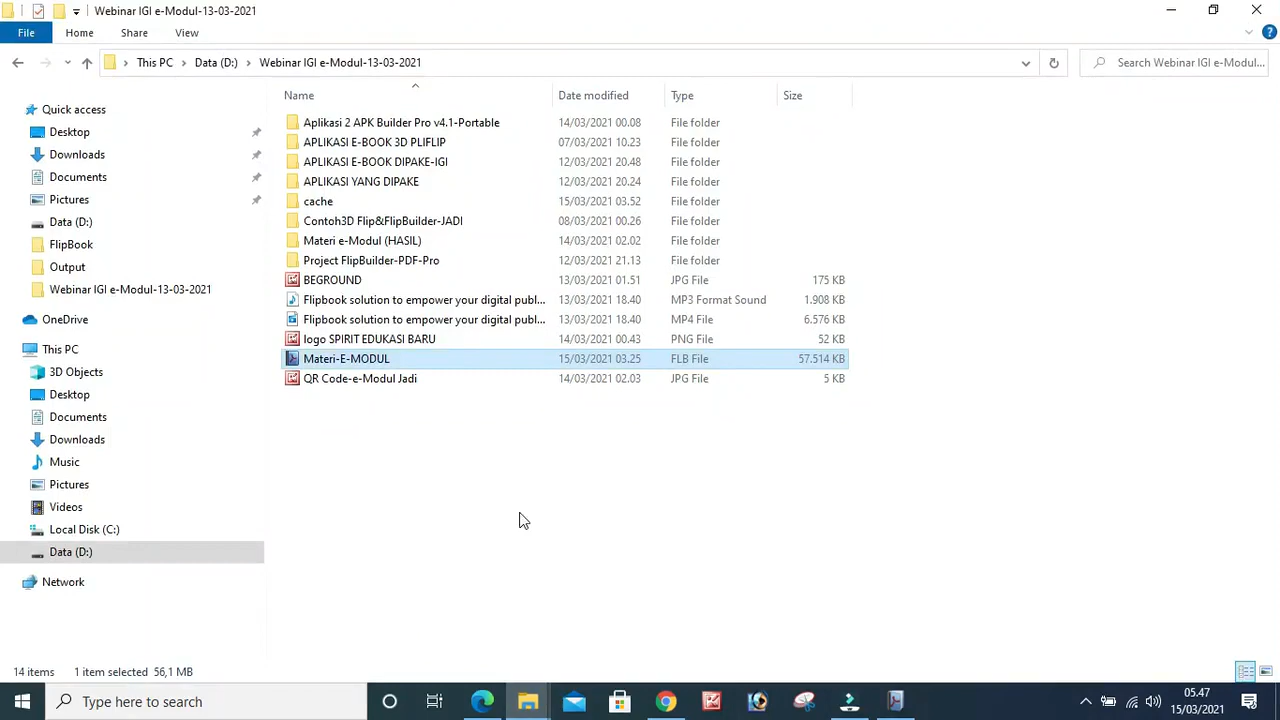 Webinar IGI e-Modul-13-03-2021
File Home Share View
This PC Data (D:) Webinar IGI e-Modul-13-03-2021 Search Webinar IGI e-Modul...
Quick access
Desktop
Downloads
Documents
Pictures
Data (D:)
FlipBook
Output
Webinar IGI e-Modul-13-03-2021
OneDrive
This PC
3D Objects
Desktop
Documents
Downloads
Music
Pictures
Videos
Local Disk (C:)
Data (D:)
Network
Name Date modified Type Size
Aplikasi 2 APK Builder Pro v4.1-Portable 14/03/2021 00.08 File folder
APLIKASI E-BOOK 3D PLIFLIP 07/03/2021 10.23 File folder
APLIKASI E-BOOK DIPAKE-IGI 12/03/2021 20.48 File folder
APLIKASI YANG DIPAKE 12/03/2021 20.24 File folder
cache 15/03/2021 03.52 File folder
Contoh3D Flip&FlipBuilder-JADI 08/03/2021 00.26 File folder
Materi e-Modul (HASIL) 14/03/2021 02.02 File folder
Project FlipBuilder-PDF-Pro 12/03/2021 21.13 File folder
BEGROUND 13/03/2021 01.51 JPG File 175 KB
Flipbook solution to empower your digital publ... 13/03/2021 18.40 MP3 Format Sound 1.908 KB
Flipbook solution to empower your digital publ... 13/03/2021 18.40 MP4 File 6.576 KB
logo SPIRIT EDUKASI BARU 14/03/2021 00.43 PNG File 52 KB
Materi-E-MODUL 15/03/2021 03.25 FLB File 57.514 KB
QR Code-e-Modul Jadi 14/03/2021 02.03 JPG File 5 KB
14 items 1 item selected 56,1 MB
Type here to search
05.47
15/03/2021